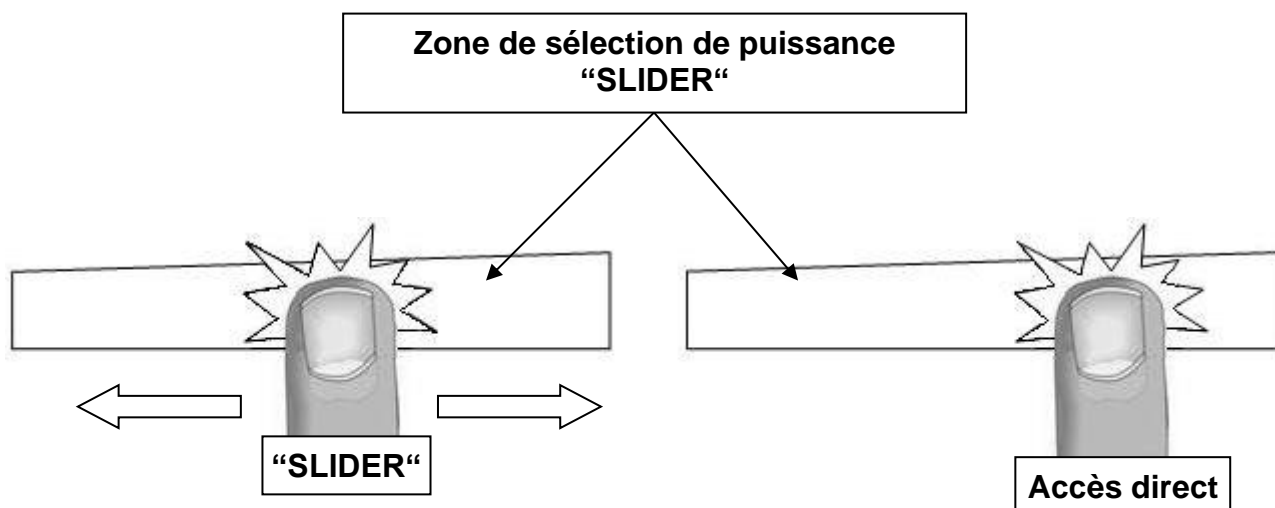 Zone de sélection de puissance
“SLIDER“
“SLIDER“
Accès direct